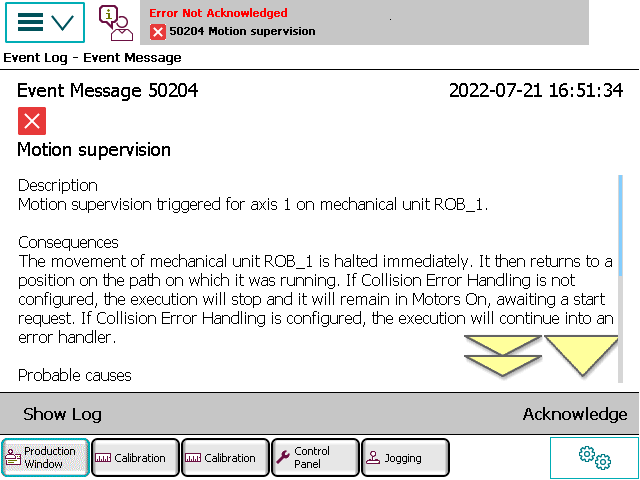 Error Not Acknowledged
50204 Motion supervision
Event Log - Event Message
Event Message 50204
2022-07-21 16:51:34
Motion supervision
Description
Motion supervision triggered for axis 1 on mechanical unit ROB_1.
Consequences
The movement of mechanical unit ROB_1 is halted immediately. It then returns to a
position on the path on which it was running. If Collision Error Handling is not
configured, the execution will stop and it will remain in Motors On, awaiting a start
request. If Collision Error Handling is configured, the execution will continue into an
error handler.
Probable causes
Show Log
Acknowledge
Production
Window
Calibration
Calibration
Control
Panel
Jogging